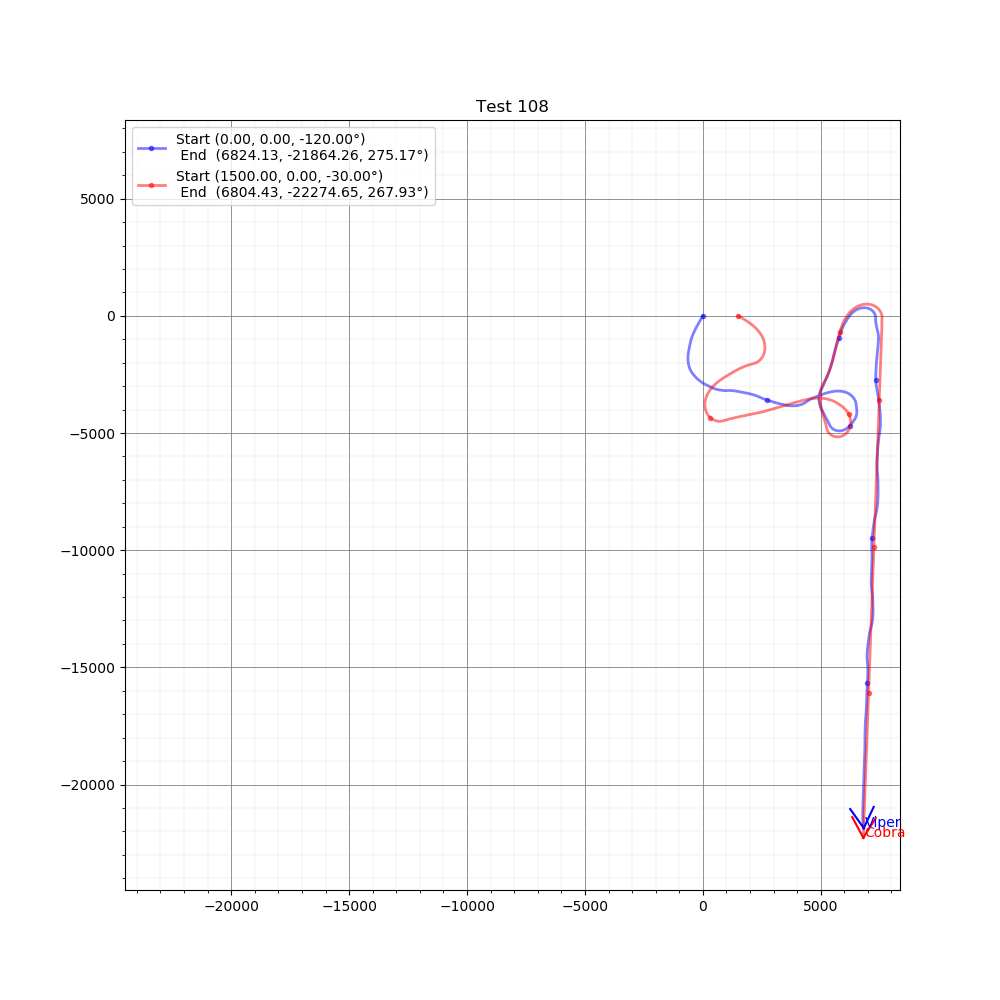 Test 108
Start (0.00, 0.00, -120.00°)
End  (6824.13, -21864.26, 275.17°)
Start (1500.00, 0.00, -30.00°)
End  (6804.43, -22274.65, 267.93°)
5000
0
−5000
−10000
−15000
−20000
Viper
Cobra
−20000
−15000
−10000
−5000
0
5000